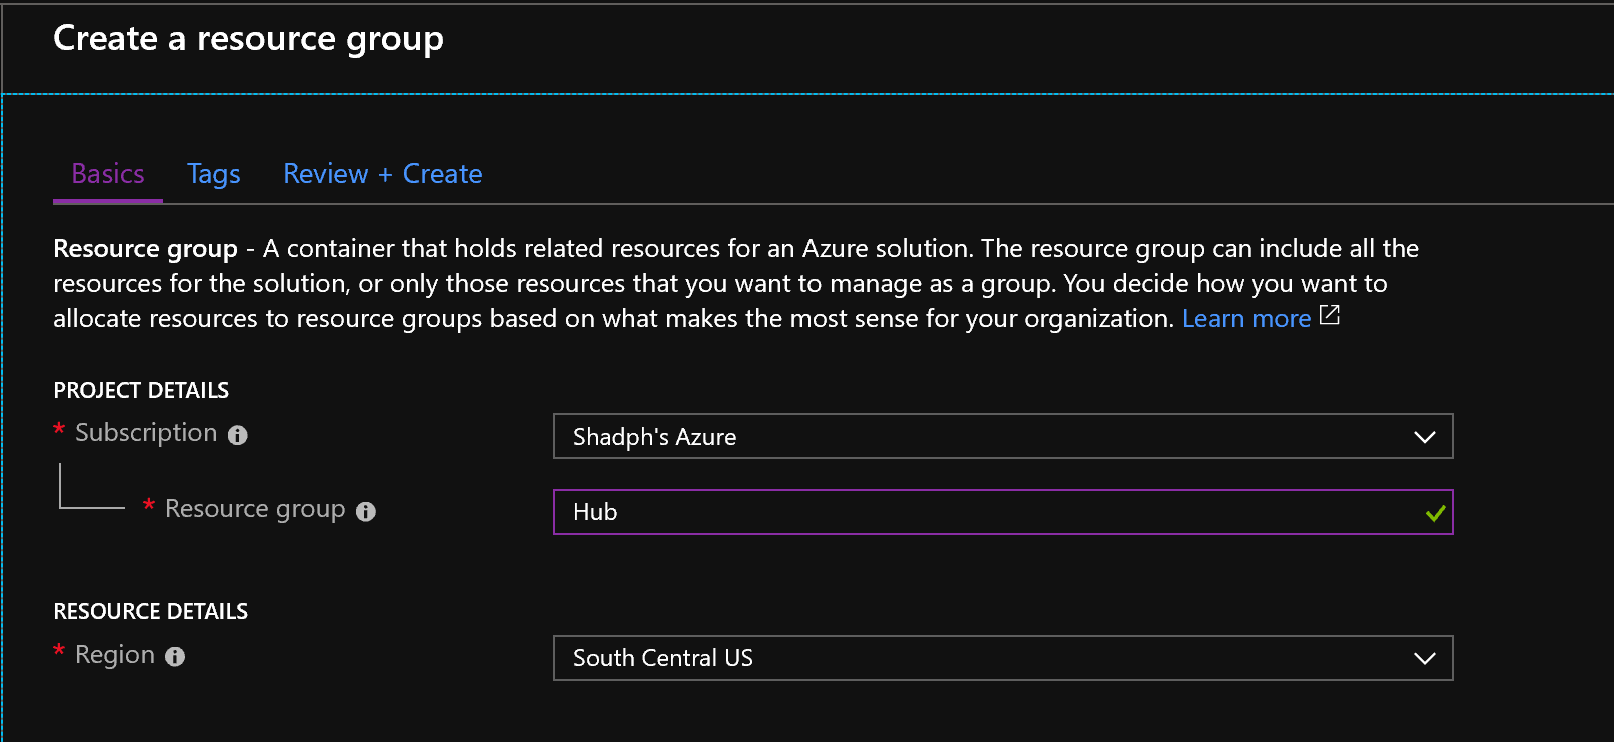 Create a resource group
Basics Tags Review + Create
Resource group - A container that holds related resources for an Azure solution. The resource group can include all the
resources for the solution, or only those resources that you want to manage as a group. You decide how you want to
allocate resources to resource groups based on what makes the most sense for your organization. Learn more
PROJECT DETAILS
* Subscription Shadph's Azure
* Resource group Hub
RESOURCE DETAILS
* Region South Central US